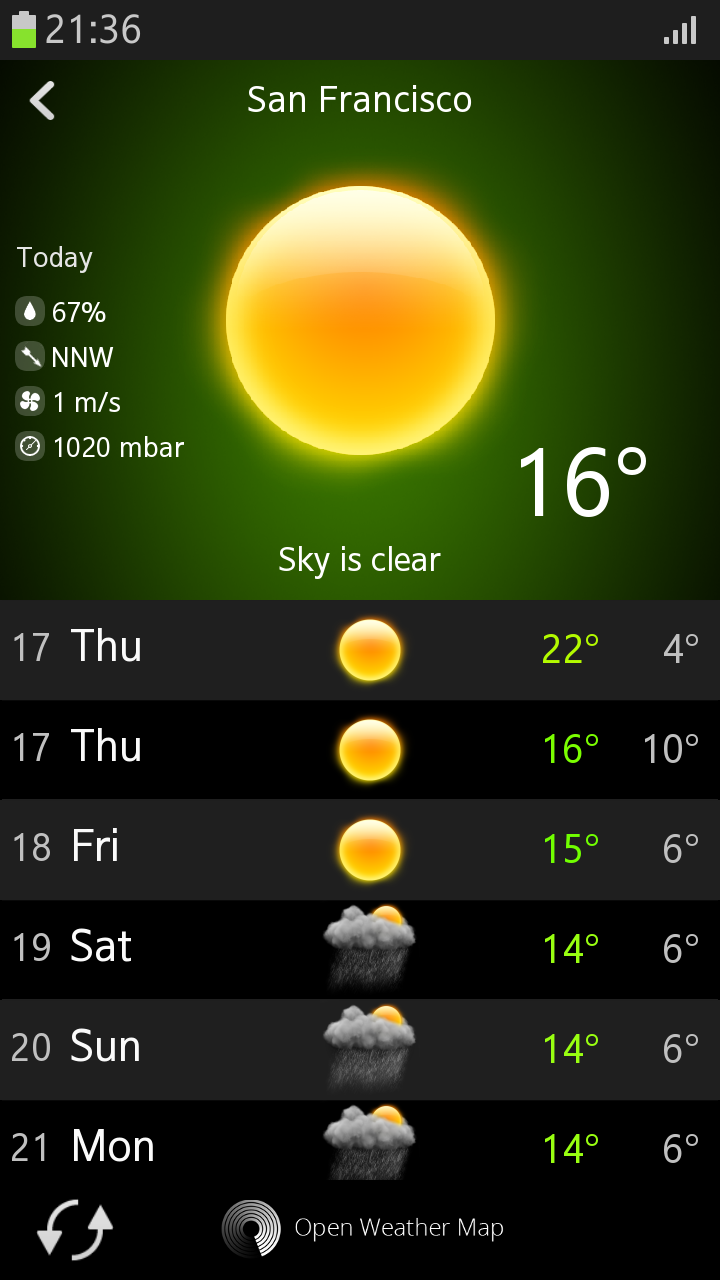 21:36
San Francisco
Today
67%
NNW
1 m/s
1020 mbar
16°
Sky is clear
17 Thu 22° 4°
17 Thu 16° 10°
18 Fri 15° 6°
19 Sat 14° 6°
20 Sun 14° 6°
21 Mon 14° 6°
Open Weather Map